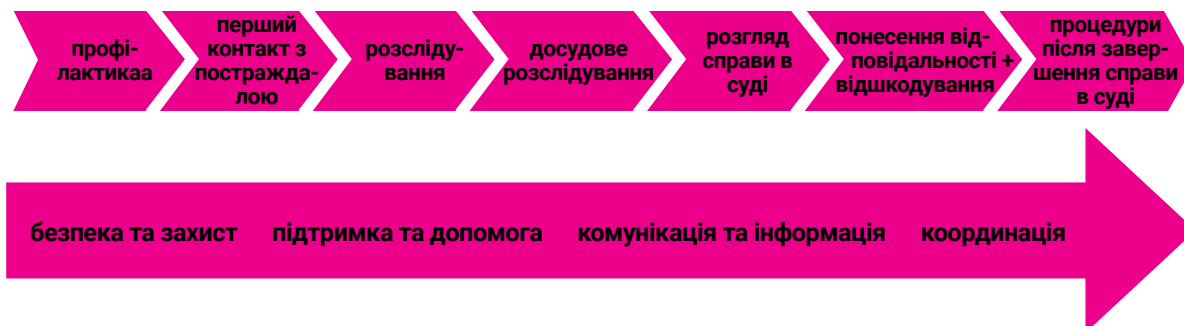 профі-
лактикаа
перший
контакт з
постражда-
лою
розсліду-
вання
досудове
розслідування
розгляд
справи в
суді
понесення від-
повідальності +
відшкодування
процедури
після завер-
шення справи
в суді
безпека та захист підтримка та допомога комунікація та інформація координація